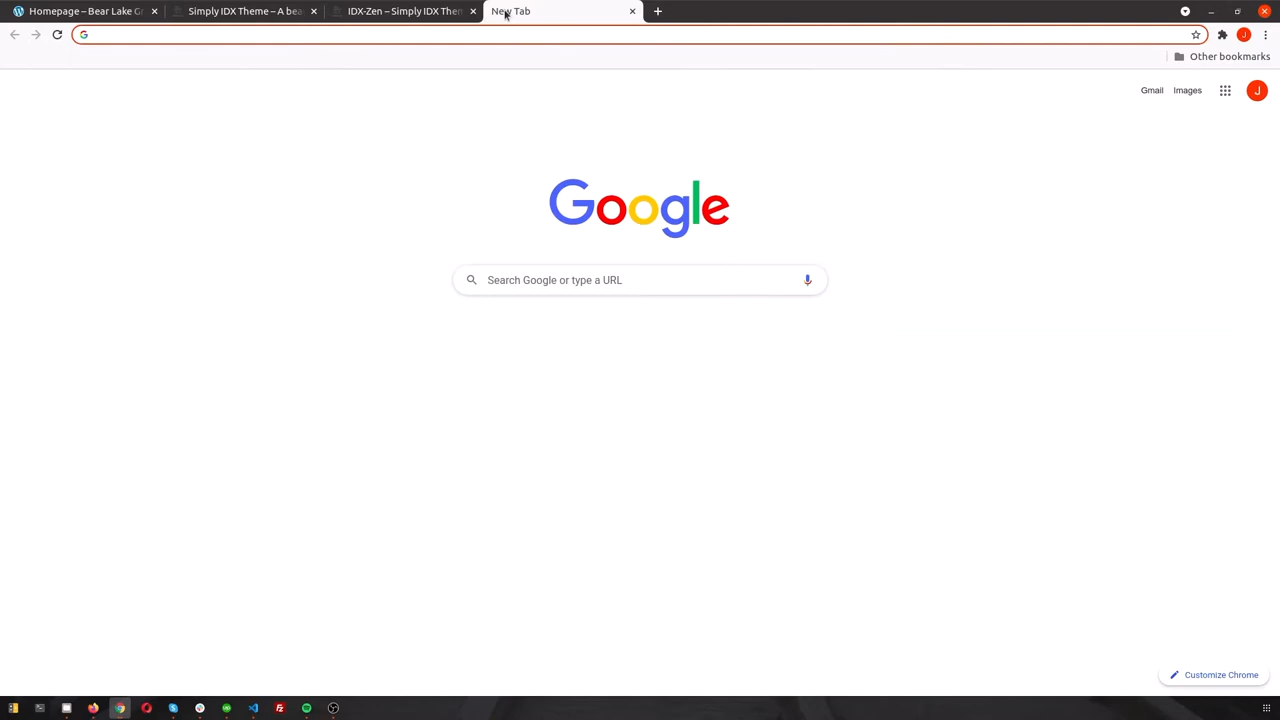 Homepage – Bear Lake Gr
Simply IDX Theme – A bea
IDX-Zen – Simply IDX Them
New Tab
J
Other bookmarks
Gmail
Images
J
Google
Search Google or type a URL
Customize Chrome